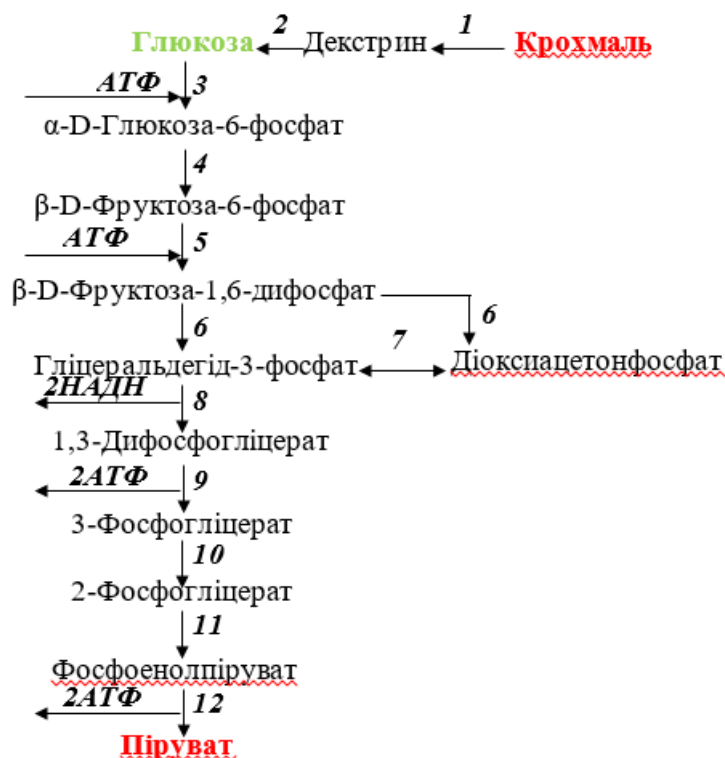 Глюкоза 2 Декстрин 1 Крохмаль
АТФ 3
α-D-Глюкоза-6-фосфат
4
β-D-Фруктоза-6-фосфат
АТФ 5
β-D-Фруктоза-1,6-дифосфат
6 6
Гліцеральдегід-3-фосфат 7 Діоксиацетонфосфат
2НАДН 8
1,3-Дифосфогліцерат
2АТФ 9
3-Фосфогліцерат
10
2-Фосфогліцерат
11
Фосфоенолпіруват
2АТФ 12
Піруват